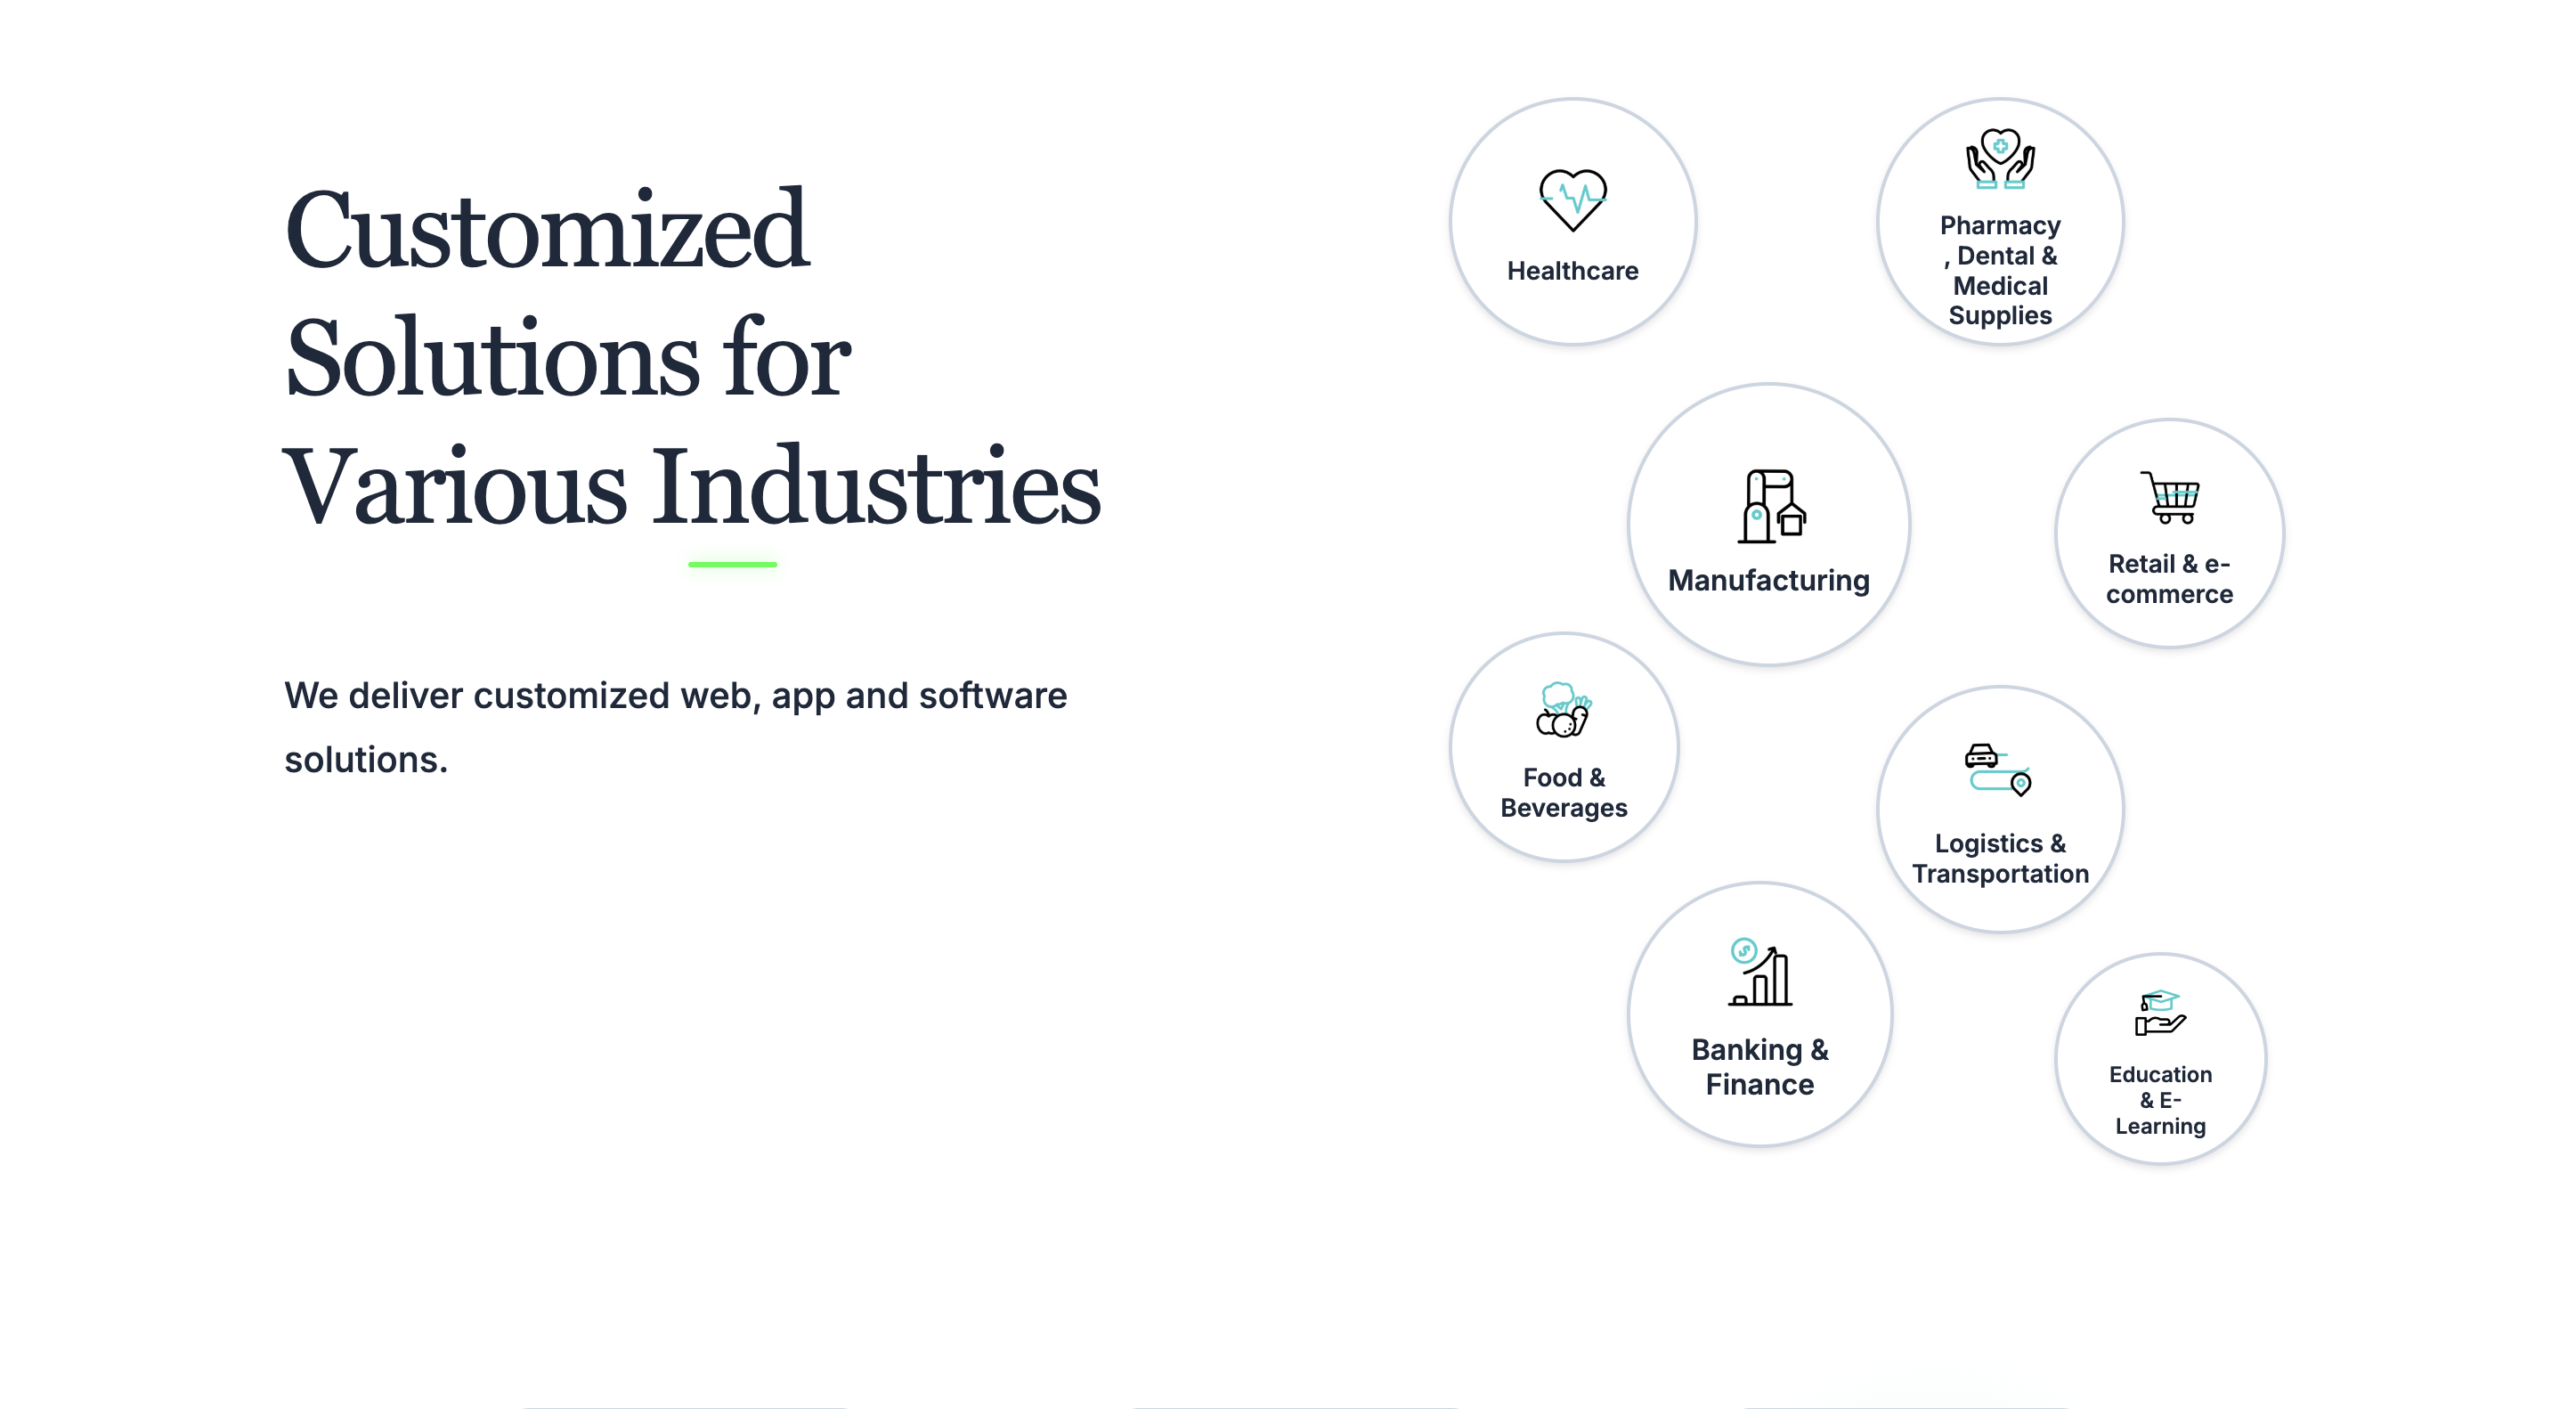 Customized
Solutions for
Various Industries
We deliver customized web, app and software
solutions.
Healthcare
Pharmacy
, Dental &
Medical
Supplies
Manufacturing
Retail & e-
commerce
Food &
Beverages
Logistics &
Transportation
Banking &
Finance
Education
& E-
Learning